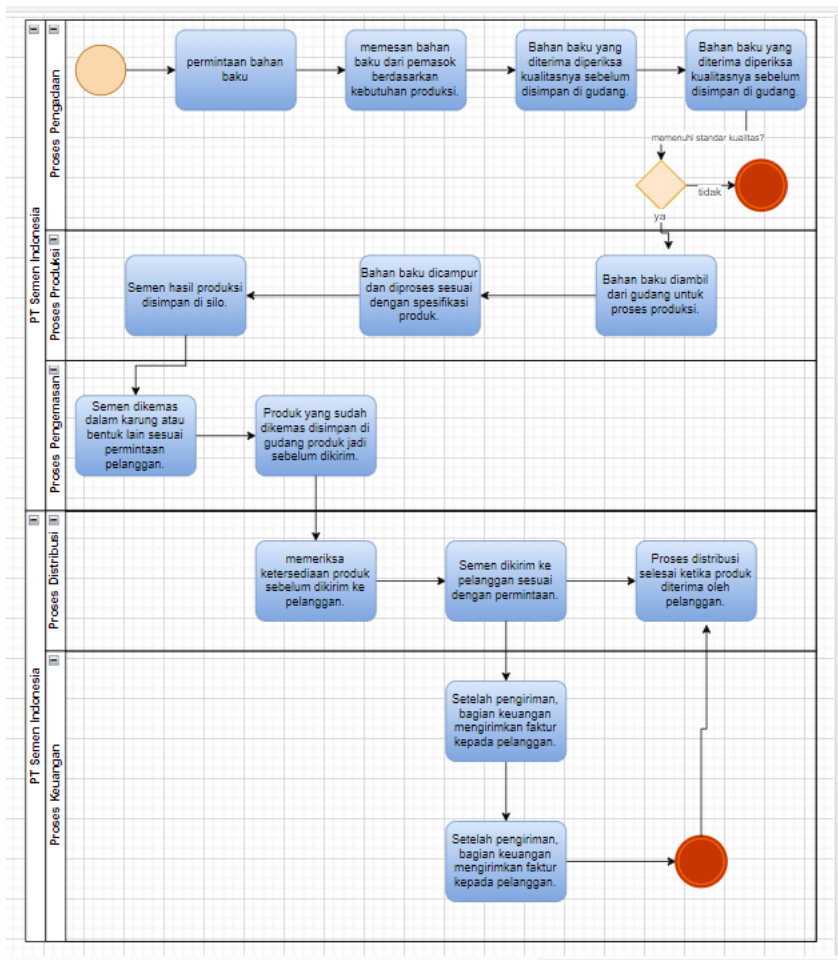 PT Semen Indonesia
Proses Pengadaan
permintaan bahan
baku
memesan bahan
baku dari pemasok
berdasarkan
kebutuhan produksi.
Bahan baku yang
diterima diperiksa
kualitasnya sebelum
disimpan di gudang.
Bahan baku yang
diterima diperiksa
kualitasnya sebelum
disimpan di gudang.
memenuhi standar kualitas?
tidak
ya
Proses Produksi
Semen hasil produksi
disimpan di silo.
Bahan baku dicampur
dan diproses sesuai
dengan spesifikasi
produk.
Bahan baku diambil
dari gudang untuk
proses produksi.
Proses Pengemasan
Semen dikemas
dalam karung atau
bentuk lain sesuai
permintaan
pelanggan.
Produk yang sudah
dikemas disimpan di
gudang produk jadi
sebelum dikirim.
PT Semen Indonesia
Proses Distribusi
memeriksa
ketersediaan produk
sebelum dikirim ke
pelanggan.
Semen dikirim ke
pelanggan sesuai
dengan permintaan.
Proses distribusi
selesai ketika produk
diterima oleh
pelanggan.
Proses Keuangan
Setelah pengiriman,
bagian keuangan
mengirimkan faktur
kepada pelanggan.
Setelah pengiriman,
bagian keuangan
mengirimkan faktur
kepada pelanggan.